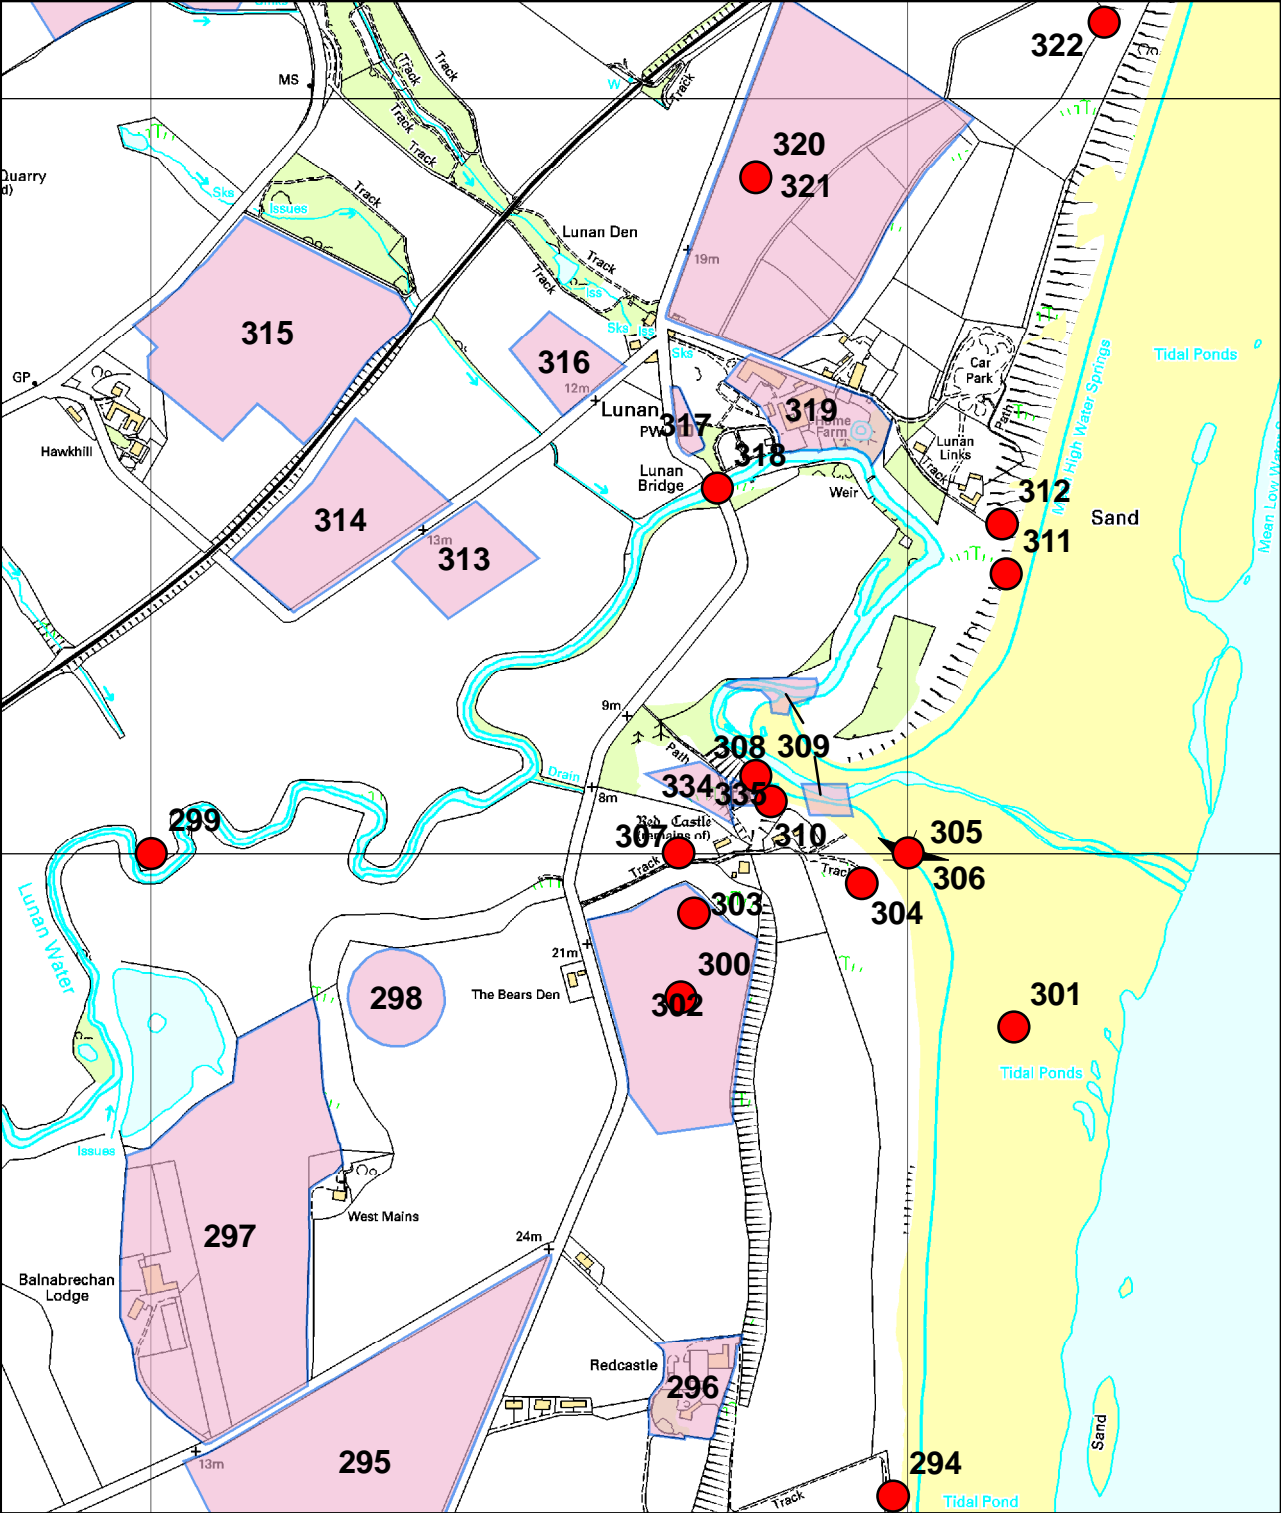 322
MS
Track
Track
Track
Track
Track
W
Quarry
d)
Sks
Issues
Track
320
321
19m
Lunan Den
Track
Track
Iss
Sks
Iss
Sks
315
316
12m
GP
Hawkhill
Lunan
317
PW
319
Home
Farm
318
Lunan
Bridge
Weir
Car
Park
Path
Lunan
Links
Track
High Water Springs
Tidal Ponds
Mean Low Water S
312
311
Sand
314
13m
313
9m
Path
308
309
Drain
8m
334
335
Red Castle
(remains of)
307
310
Track
Track
299
305
306
304
303
300
302
301
Lunan Water
21m
The Bears Den
298
Tidal Ponds
Issues
West Mains
297
24m
Balnabrechan
Lodge
Redcastle
296
295
13m
294
Track
Tidal Pond
Sand